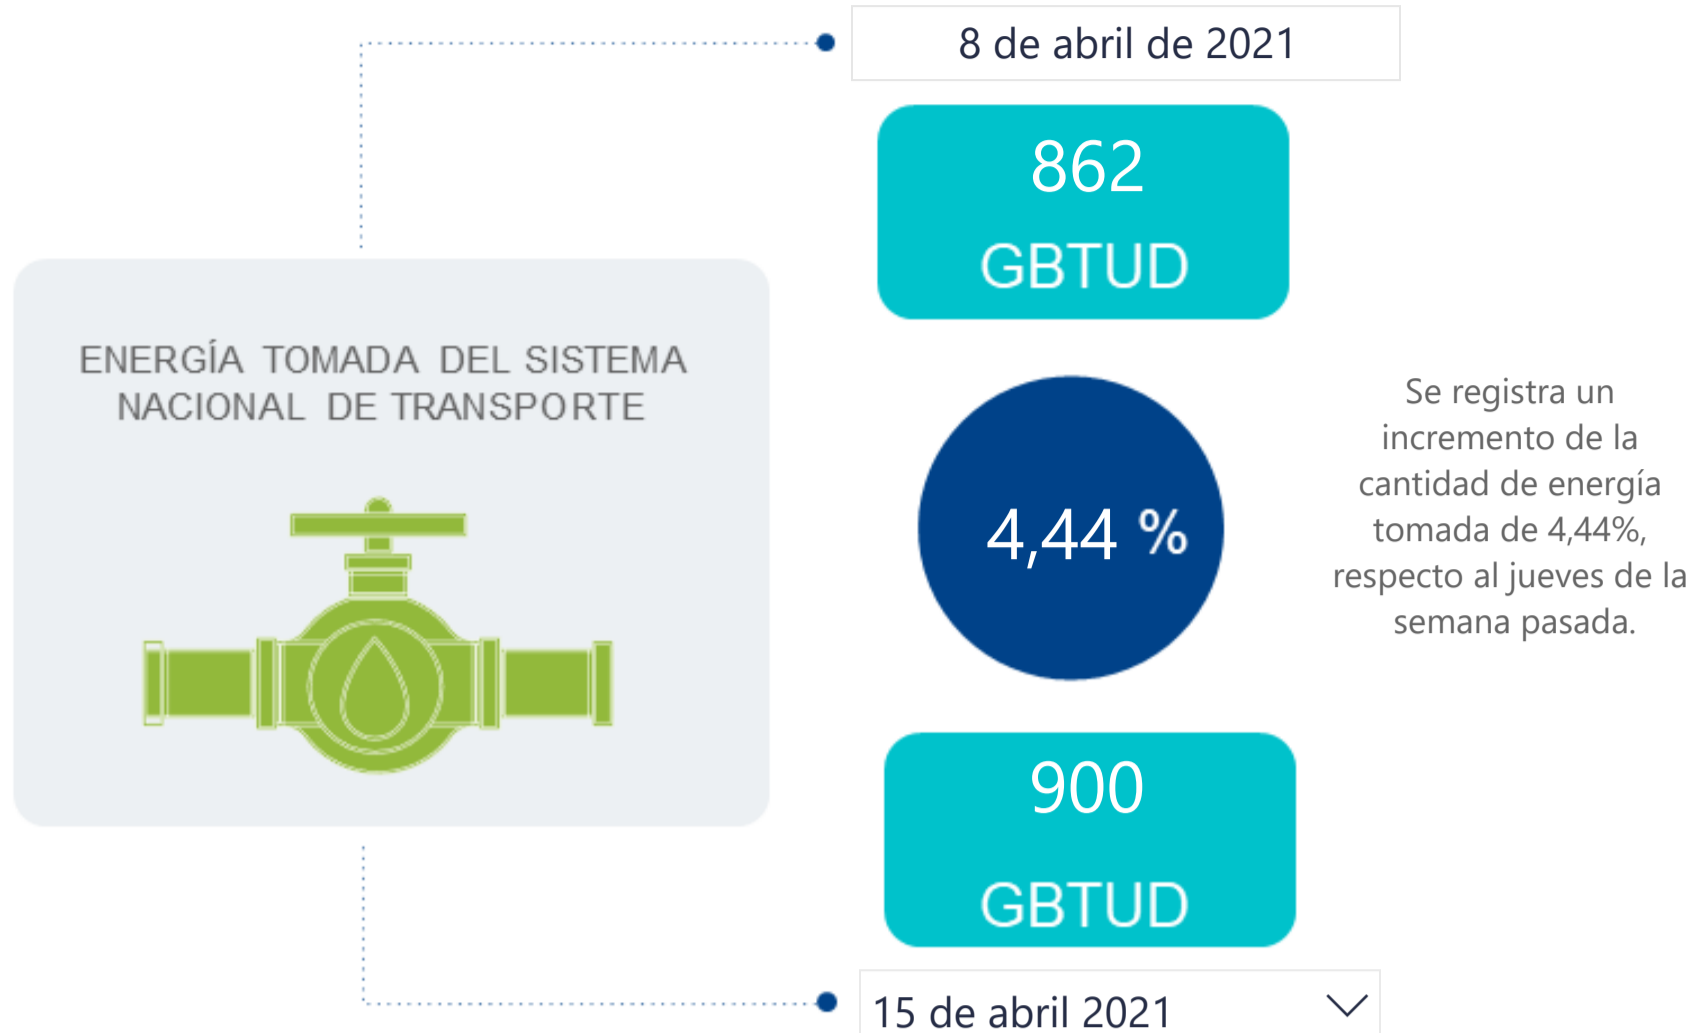 8 de abril de 2021
862
GBTUD
ENERGÍA TOMADA DEL SISTEMA
NACIONAL DE TRANSPORTE
4,44 %
Se registra un
incremento de la
cantidad de energía
tomada de 4,44%,
respecto al jueves de la
semana pasada.
900
GBTUD
15 de abril 2021